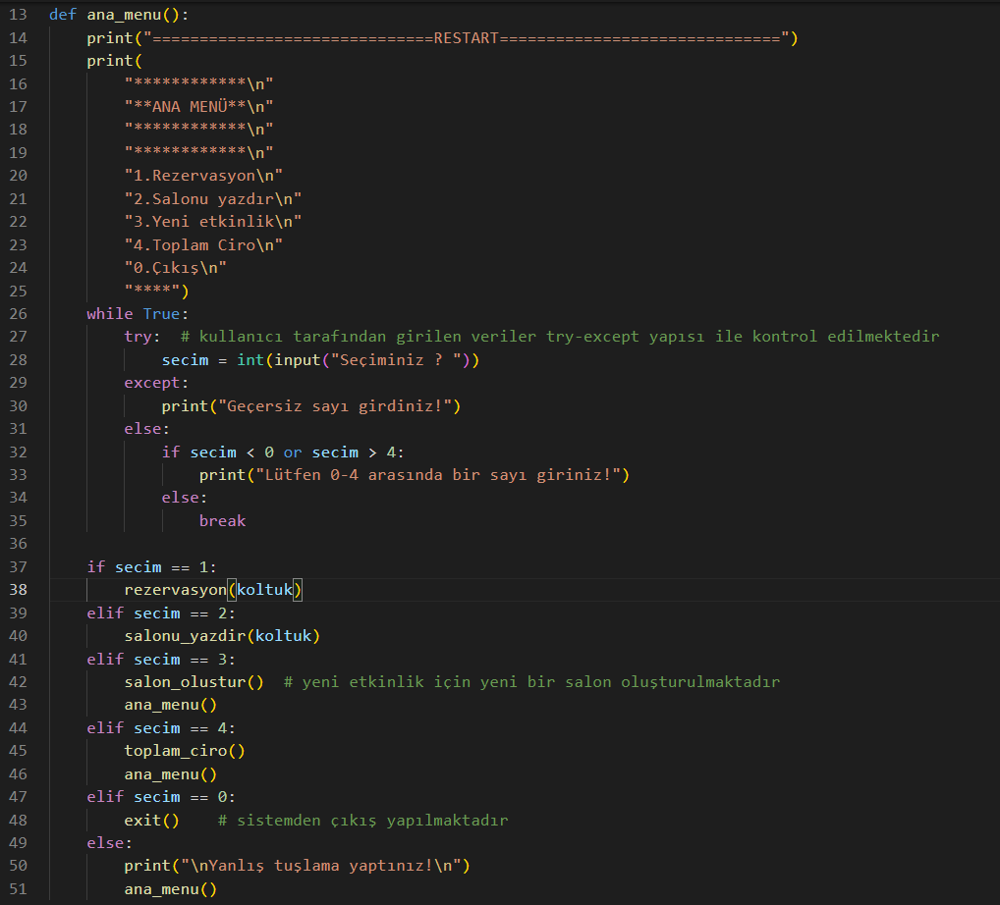 13 def ana_menu():
14     print("==============================RESTART==============================")
15     print(
16         "************\n"
17         "**ANA MENÜ**\n"
18         "************\n"
19         "************\n"
20         "1.Rezervasyon\n"
21         "2.Salonu yazdır\n"
22         "3.Yeni etkinlik\n"
23         "4.Toplam Ciro\n"
24         "0.Çıkış\n"
25         "****")
26     while True:
27         try:  # kullanıcı tarafından girilen veriler try-except yapısı ile kontrol edilmektedir
28             secim = int(input("Seçiminiz ? "))
29         except:
30             print("Geçersiz sayı girdiniz!")
31         else:
32             if secim < 0 or secim > 4:
33                 print("Lütfen 0-4 arasında bir sayı giriniz!")
34             else:
35                 break
36
37     if secim == 1:
38         rezervasyon(koltuk)
39     elif secim == 2:
40         salonu_yazdir(koltuk)
41     elif secim == 3:
42         salon_olustur()  # yeni etkinlik için yeni bir salon oluşturulmaktadır
43         ana_menu()
44     elif secim == 4:
45         toplam_ciro()
46         ana_menu()
47     elif secim == 0:
48         exit()    # sistemden çıkış yapılmaktadır
49     else:
50         print("\nYanlış tuşlama yaptınız!\n")
51         ana_menu()